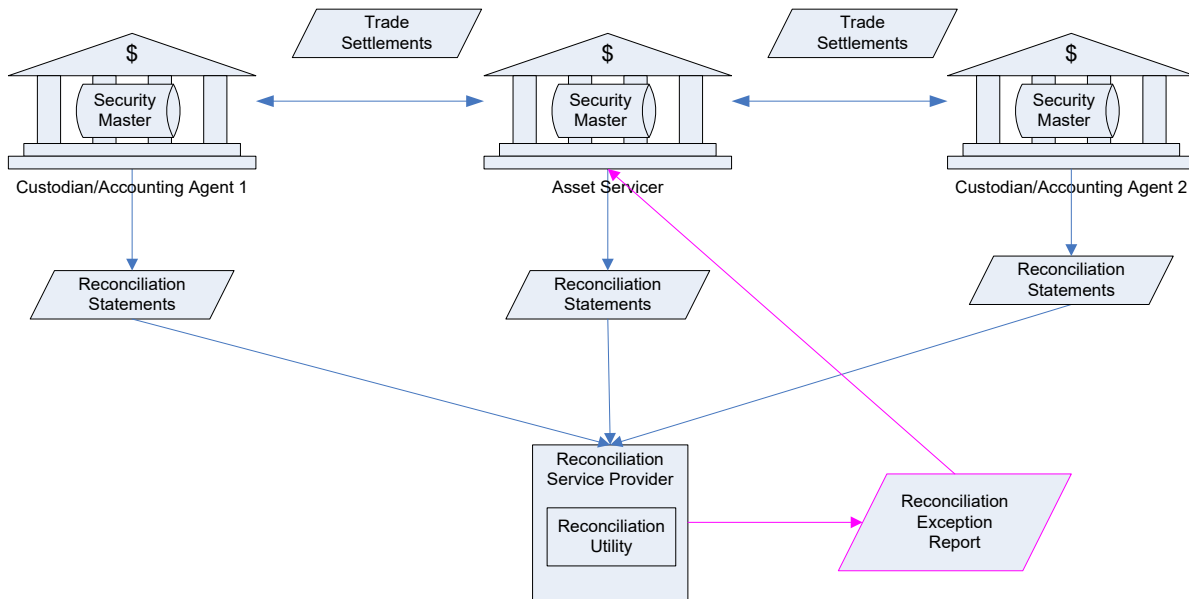 Trade
Settlements
Trade
Settlements
$
$
$
Security
Master
Security
Master
Security
Master
Custodian/Accounting Agent 1
Asset Servicer
Custodian/Accounting Agent 2
Reconciliation
Statements
Reconciliation
Statements
Reconciliation
Statements
Reconciliation
Service Provider
Reconciliation
Utility
Reconciliation
Exception
Report